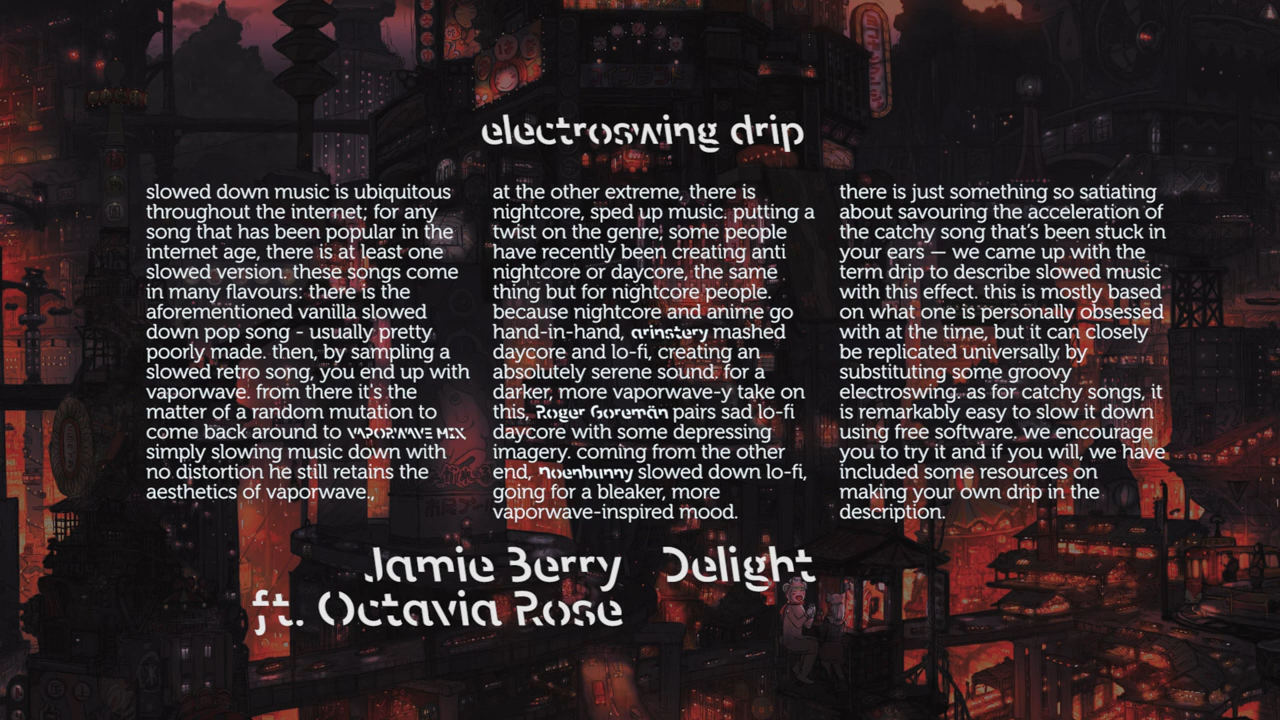 electroswing drip
slowed down music is ubiquitous
throughout the internet; for any
song that has been popular in the
internet age, there is at least one
slowed version. these songs come
in many flavours: there is the
aforementioned vanilla slowed
down pop song - usually pretty
poorly made. then, by sampling a
slowed retro song, you end up with
vaporwave. from there it's the
matter of a random mutation to
come back around to VAPORWAVE MIX
simply slowing music down with
no distortion he still retains the
aesthetics of vaporwave.,
at the other extreme, there is
nightcore, sped up music. putting a
twist on the genre, some people
have recently been creating anti
nightcore or daycore, the same
thing but for nightcore people.
because nightcore and anime go
hand-in-hand, arinstery mashed
daycore and lo-fi, creating an
absolutely serene sound. for a
darker, more vaporwave-y take on
this, Roger Goremän pairs sad lo-fi
daycore with some depressing
imagery. coming from the other
end, Noenbunny slowed down lo-fi,
going for a bleaker, more
vaporwave-inspired mood.
there is just something so satiating
about savouring the acceleration of
the catchy song that's been stuck in
your ears — we came up with the
term drip to describe slowed music
with this effect. this is mostly based
on what one is personally obsessed
with at the time, but it can closely
be replicated universally by
substituting some groovy
electroswing. as for catchy songs, it
is remarkably easy to slow it down
using free software. we encourage
you to try it and if you will, we have
included some resources on
making your own drip in the
description.
Jamie Berry Delight
ft. Octavia Rose